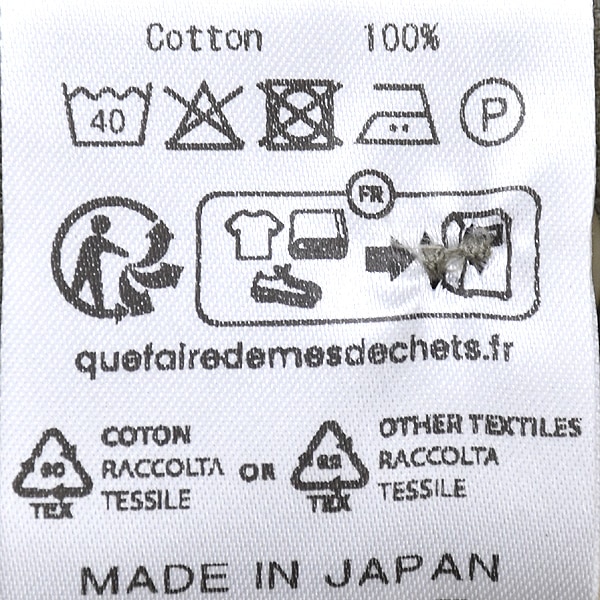 Cotton 100%
40 P
FR
quefairedemesdechets.fr
COTON
RACCOLTA
TESSILE
60
TEX
OR
OTHER TEXTILES
RACCOLTA
TESSILE
TEX
MADE IN JAPAN